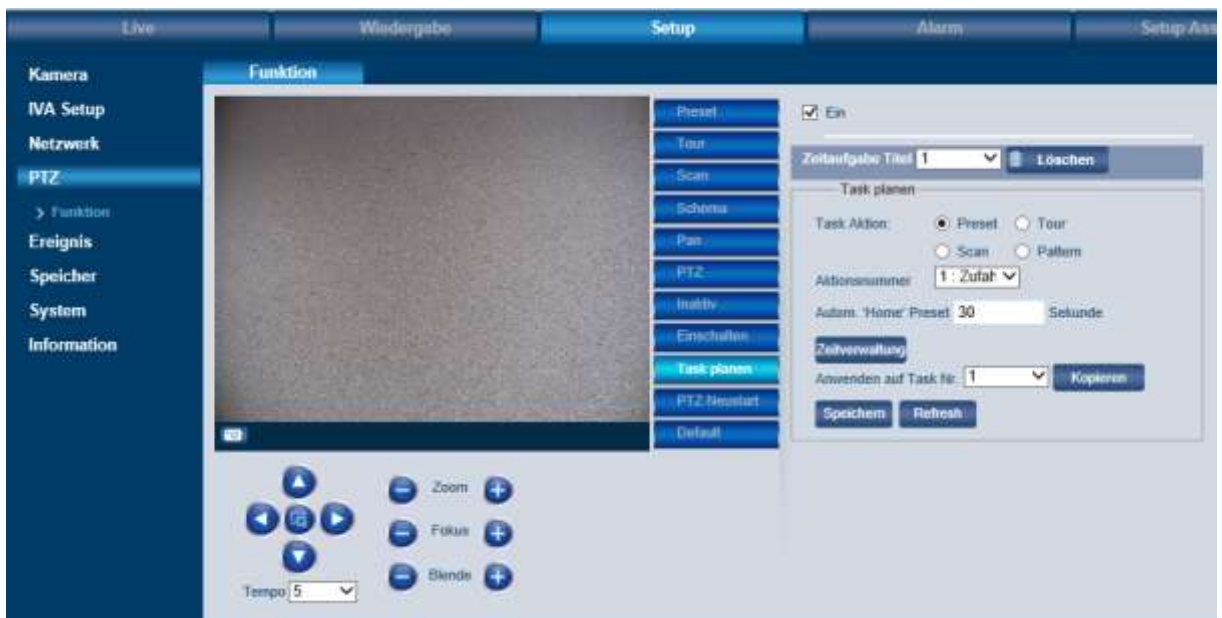 Live Wiedergabe Setup Alarm Setup Ass
Kamera
IVA Setup
Netzwerk
PTZ
> Funktion
Ereignis
Speicher
System
Information
Funktion
Preset
Tour
Scan
Schema
Pan
PTZ
Inaktiv
Einschalten
Task planen
PTZ-Neustart
Default
Zoom
Fokus
Blende
Tempo 5
Ein
Zeitaufgabe Titel 1 Löschen
Task planen
Task Aktion: Preset Tour
Scan Pattern
Aktionsnummer 1 : Zufah
Autom. 'Home' Preset 30 Sekunde
Zeitverwaltung
Anwenden auf Task Nr. 1 Kopieren
Speichern Refresh